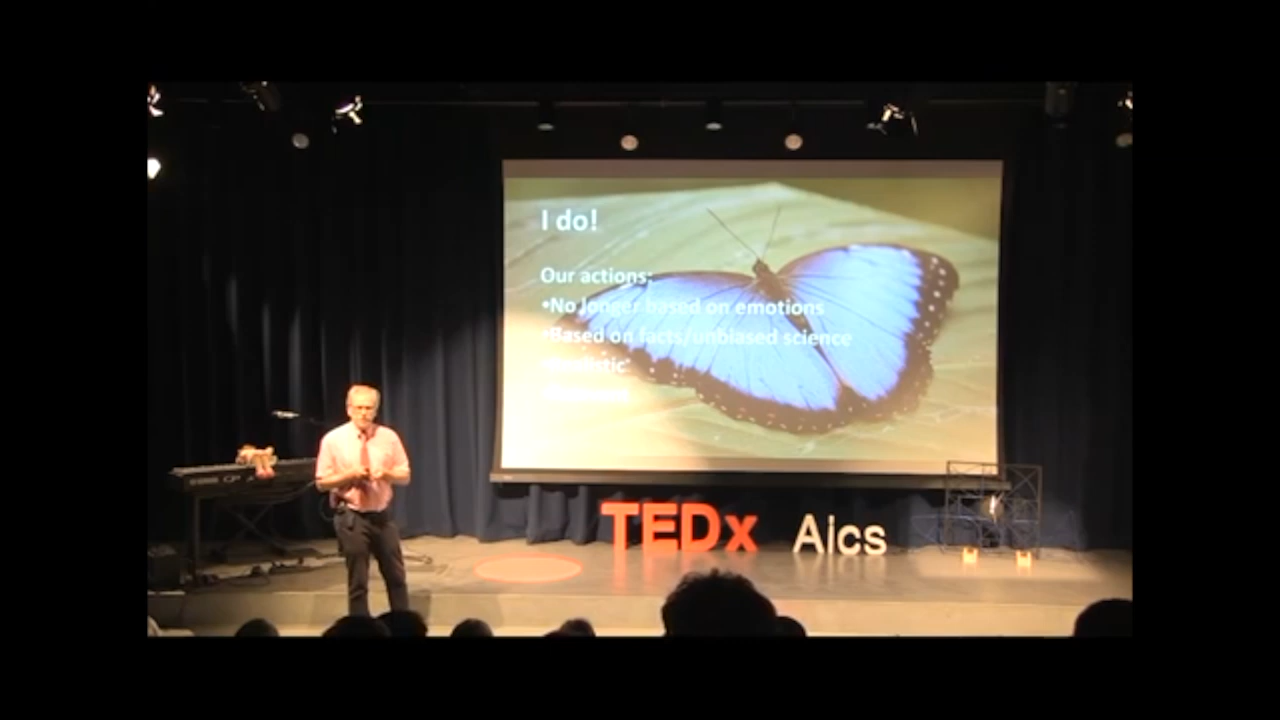 I do!
Our actions:
•No longer based on emotions
•Based on facts/unbiased science
TEDx Aics